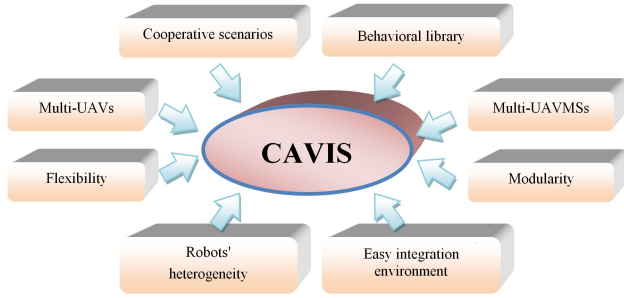 Cooperative scenarios
Behavioral library
Multi-UAVs
Multi-UAVMSs
CAVIS
Flexibility
Modularity
Robots'
heterogeneity
Easy integration
environment